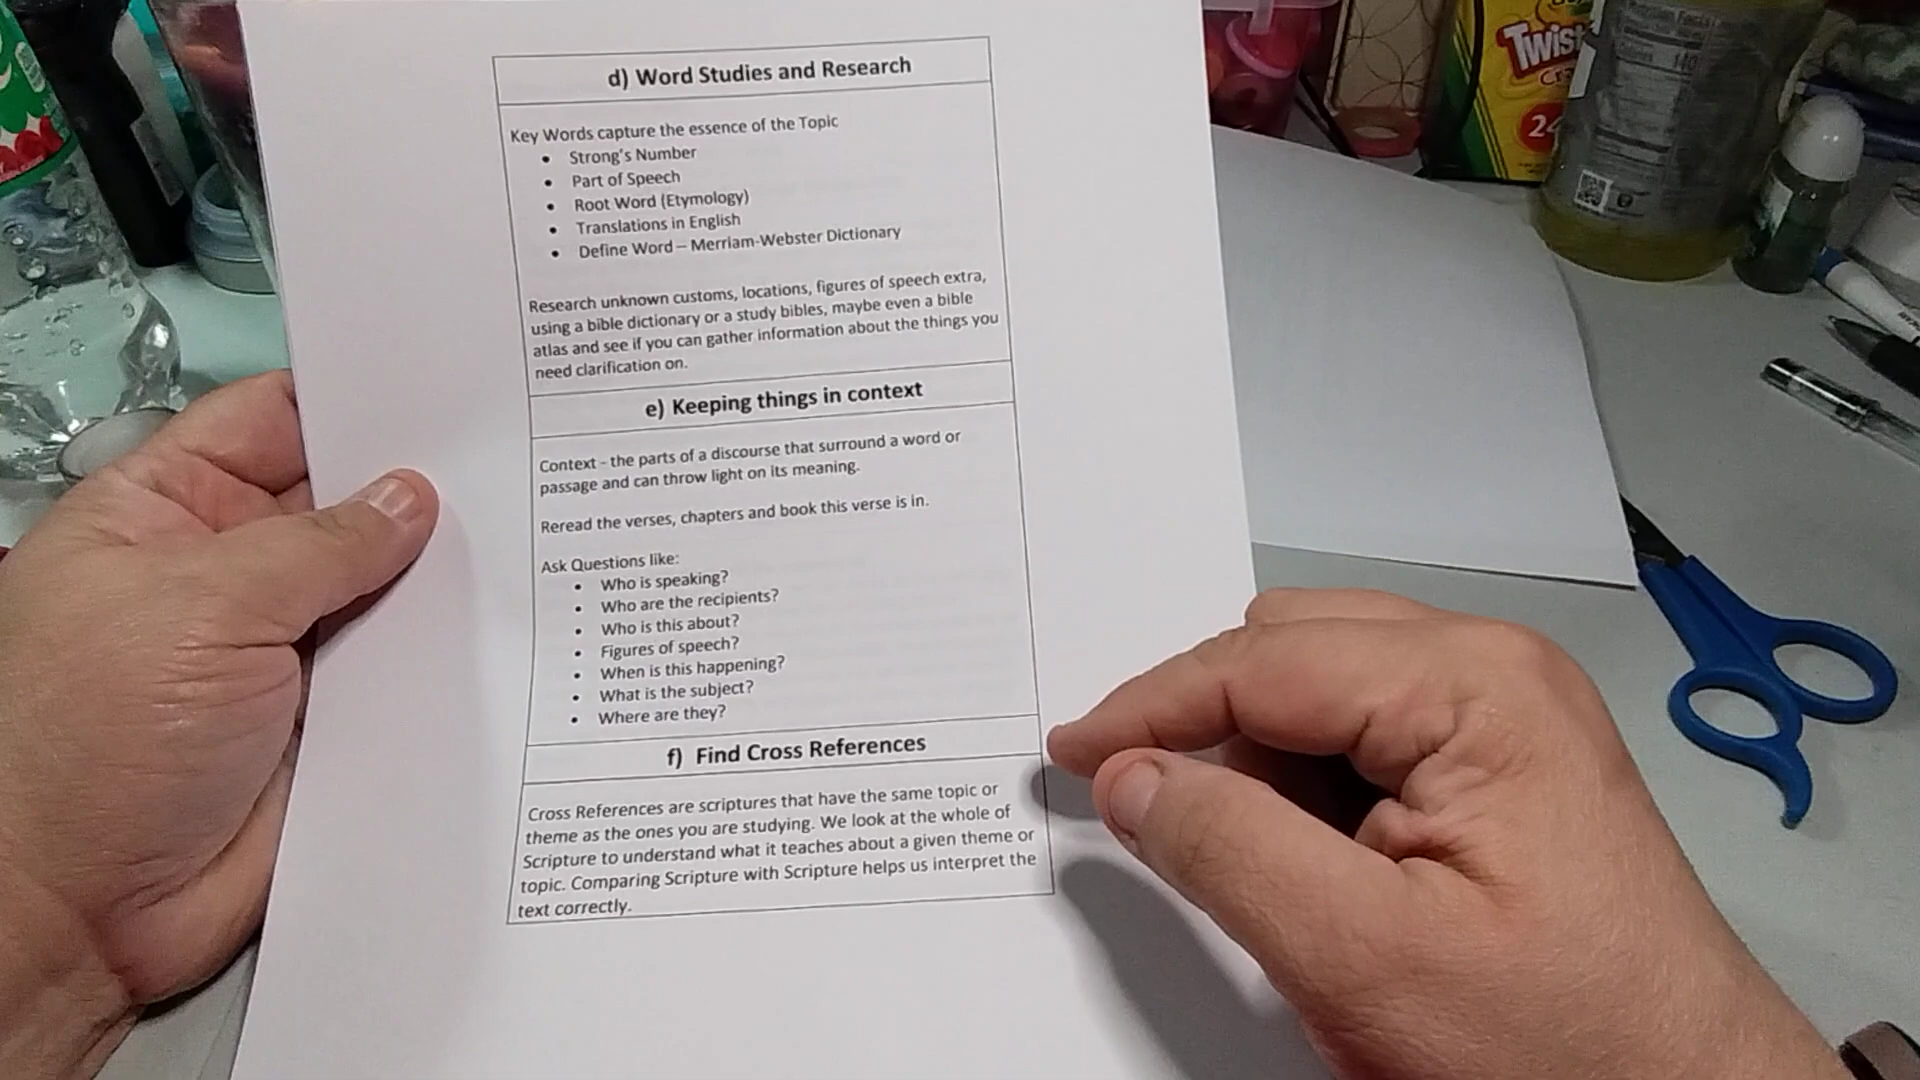 d) Word Studies and Research
Key Words capture the essence of the Topic
• Strong's Number
• Part of Speech
• Root Word (Etymology)
• Translations in English
• Define Word – Merriam-Webster Dictionary
Research unknown customs, locations, figures of speech extra,
using a bible dictionary or a study bibles, maybe even a bible
atlas and see if you can gather information about the things you
need clarification on.
e) Keeping things in context
Context - the parts of a discourse that surround a word or
passage and can throw light on its meaning.
Reread the verses, chapters and book this verse is in.
Ask Questions like:
• Who is speaking?
• Who are the recipients?
• Who is this about?
• Figures of speech?
• When is this happening?
• What is the subject?
• Where are they?
f) Find Cross References
Cross References are scriptures that have the same topic or
theme as the ones you are studying. We look at the whole of
Scripture to understand what it teaches about a given theme or
topic. Comparing Scripture with Scripture helps us interpret the
text correctly.
24
140